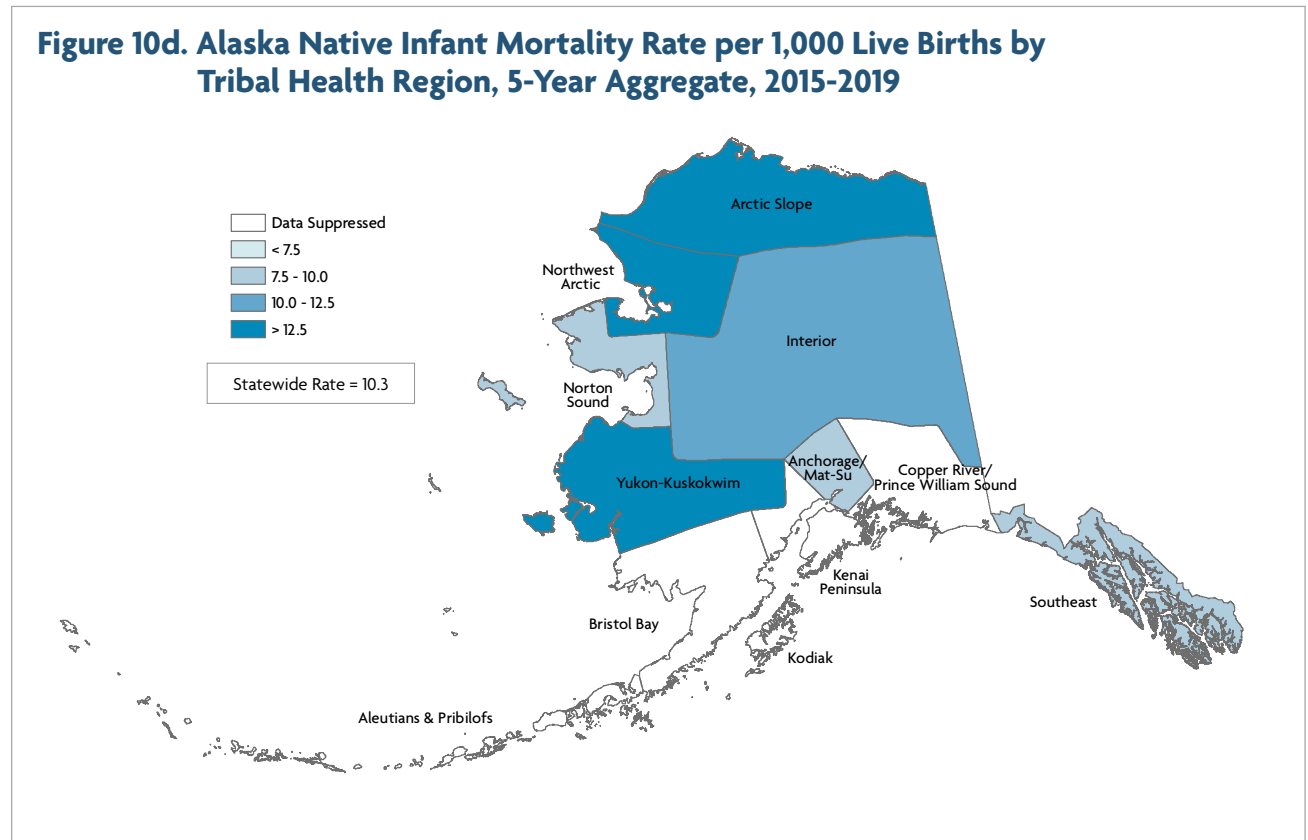 Figure 10d. Alaska Native Infant Mortality Rate per 1,000 Live Births by
Tribal Health Region, 5-Year Aggregate, 2015-2019
Data Suppressed
< 7.5
7.5 - 10.0
10.0 - 12.5
> 12.5
Statewide Rate = 10.3
Arctic Slope
Northwest
Arctic
Interior
Norton
Sound
Yukon-Kuskokwim
Anchorage/
Mat-Su
Copper River/
Prince William Sound
Kenai
Peninsula
Southeast
Bristol Bay
Kodiak
Aleutians & Pribilofs